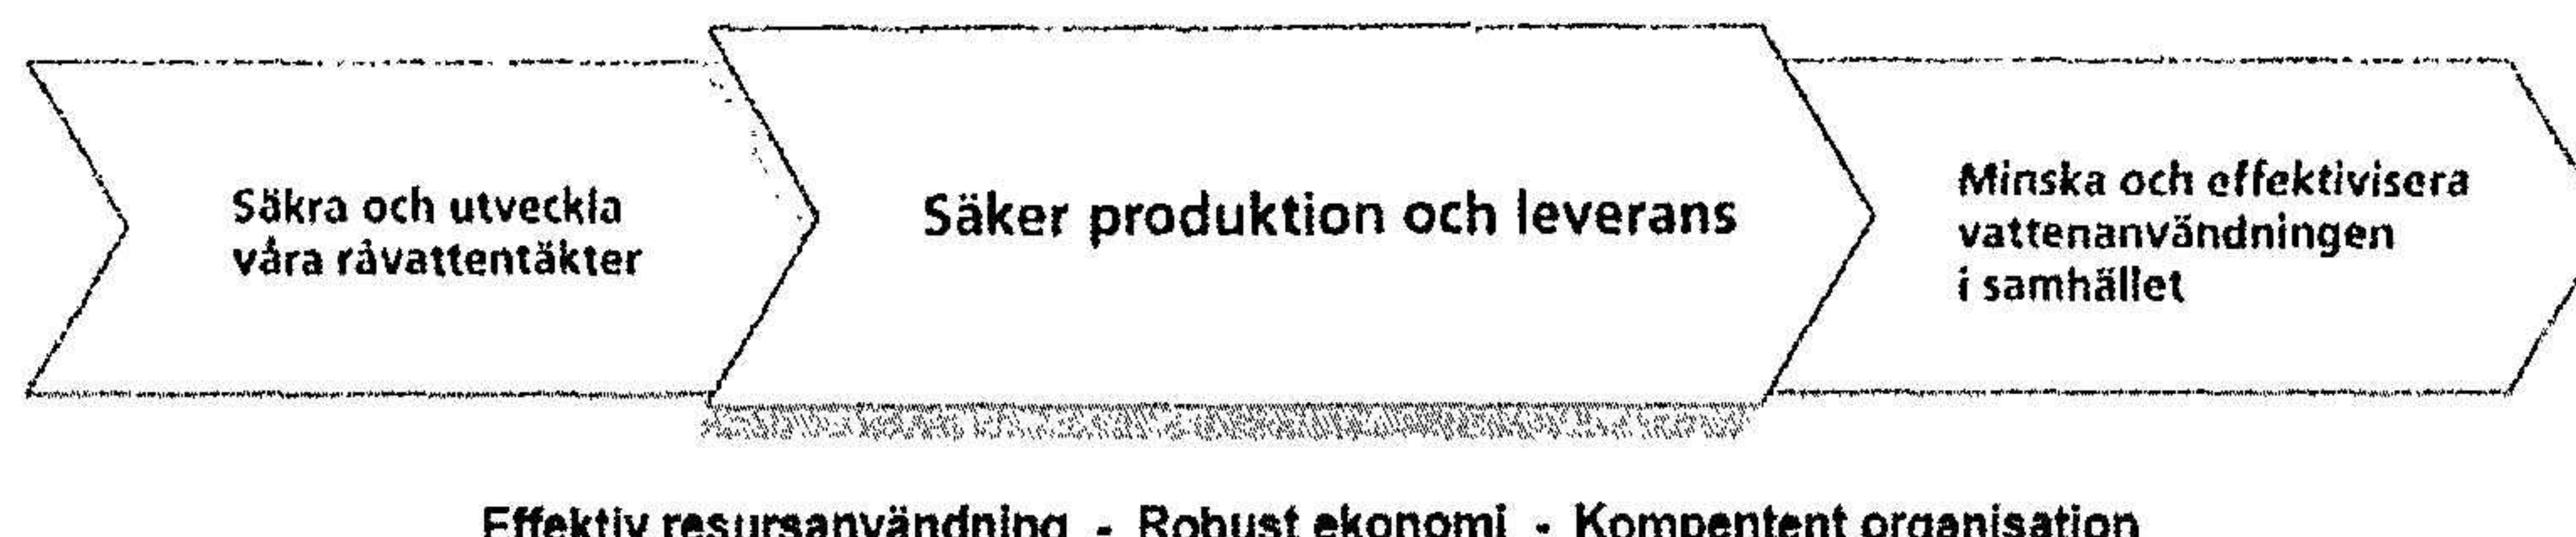 Säkra och utveckla
våra råvattentäkter
Säker produktion och leverans
Minska och effektivisera
vattenanvändningen
i samhället
Effektiv resursanvändning - Robust ekonomi - Kompentent organisation